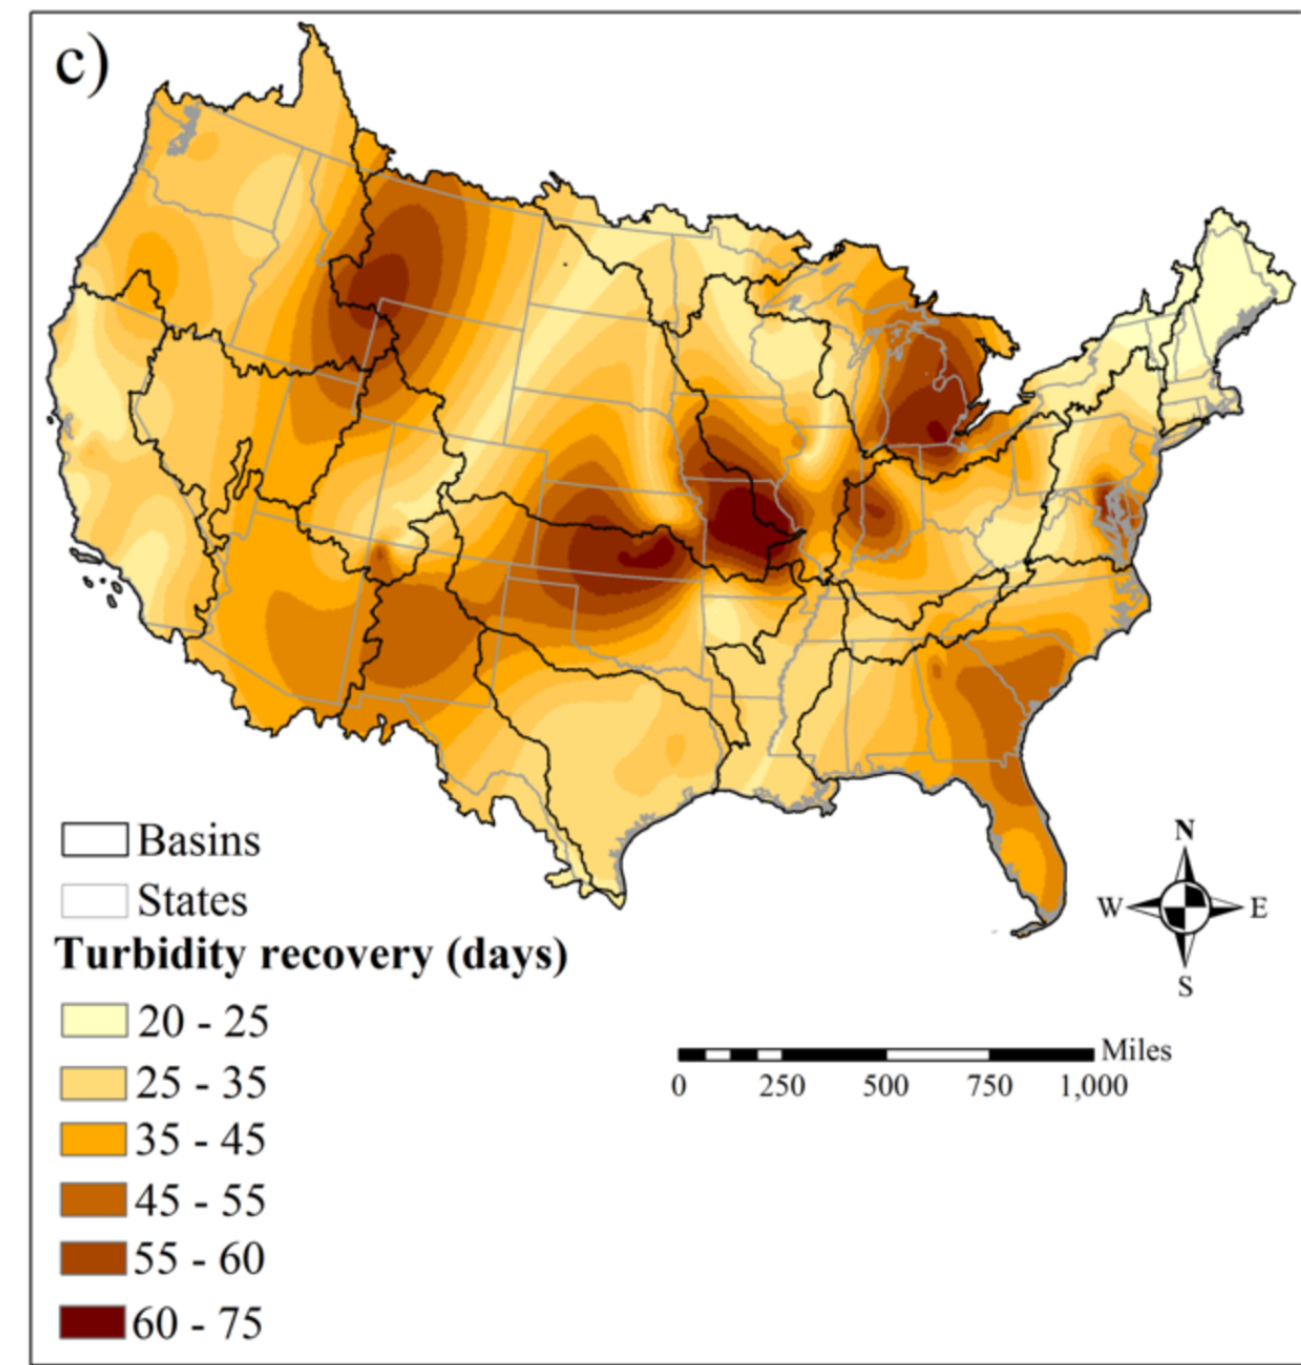 c)
Basins
States
Turbidity recovery (days)
20 - 25
25 - 35
35 - 45
45 - 55
55 - 60
60 - 75
N
W E
S
Miles
0 250 500 750 1,000